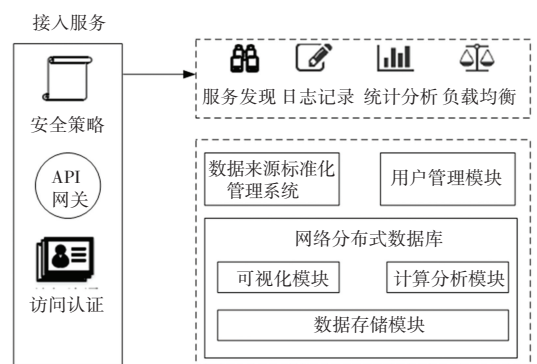 接入服务
安全策略
API
网关
访问认证
服务发现 日志记录 统计分析 负载均衡
数据来源标准化
管理系统
用户管理模块
网络分布式数据库
可视化模块
计算分析模块
数据存储模块